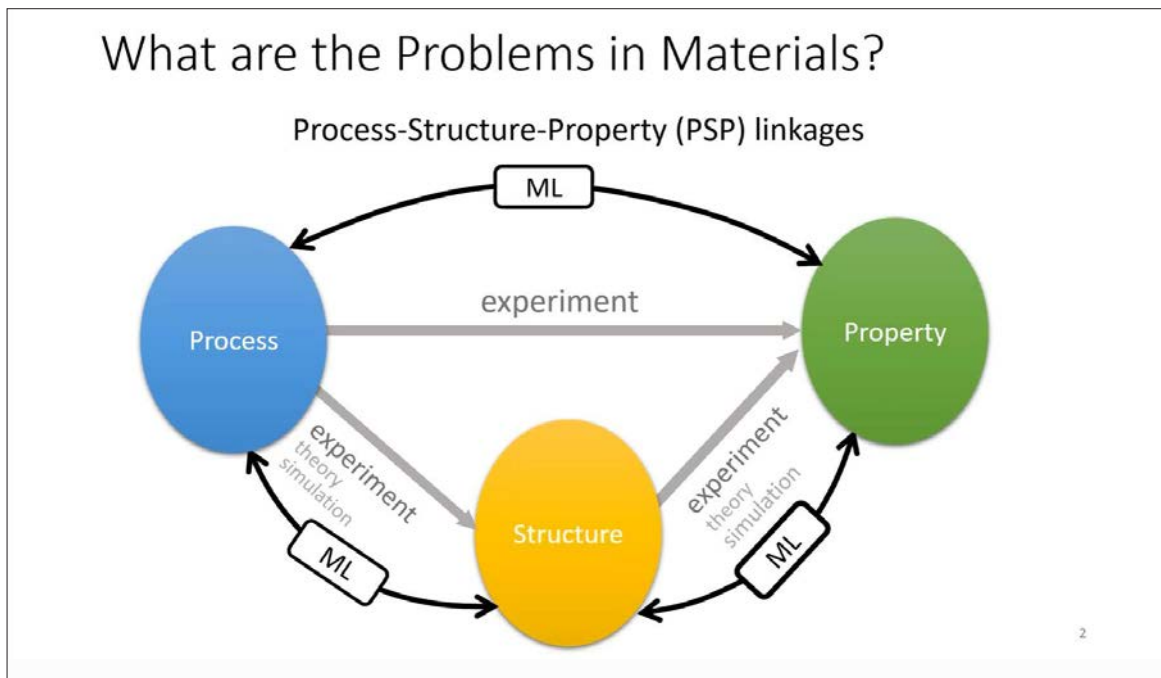 What are the Problems in Materials?
Process-Structure-Property (PSP) linkages
ML
experiment
Process
Property
experiment
theory
simulation
experiment
theory
simulation
Structure
ML
ML
2